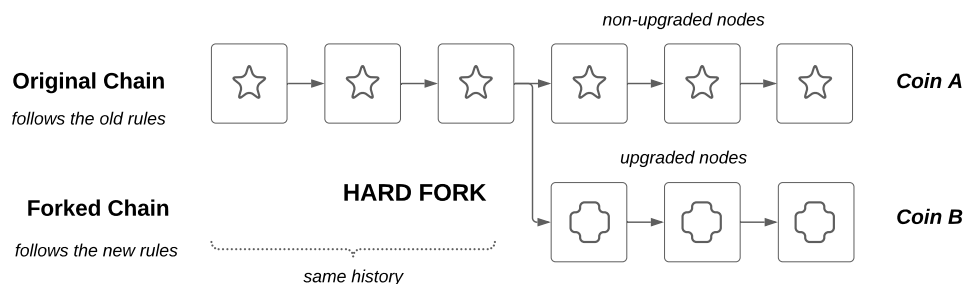 non-upgraded nodes
Original Chain
Coin A
follows the old rules
upgraded nodes
HARD FORK
Forked Chain
Coin B
follows the new rules
same history